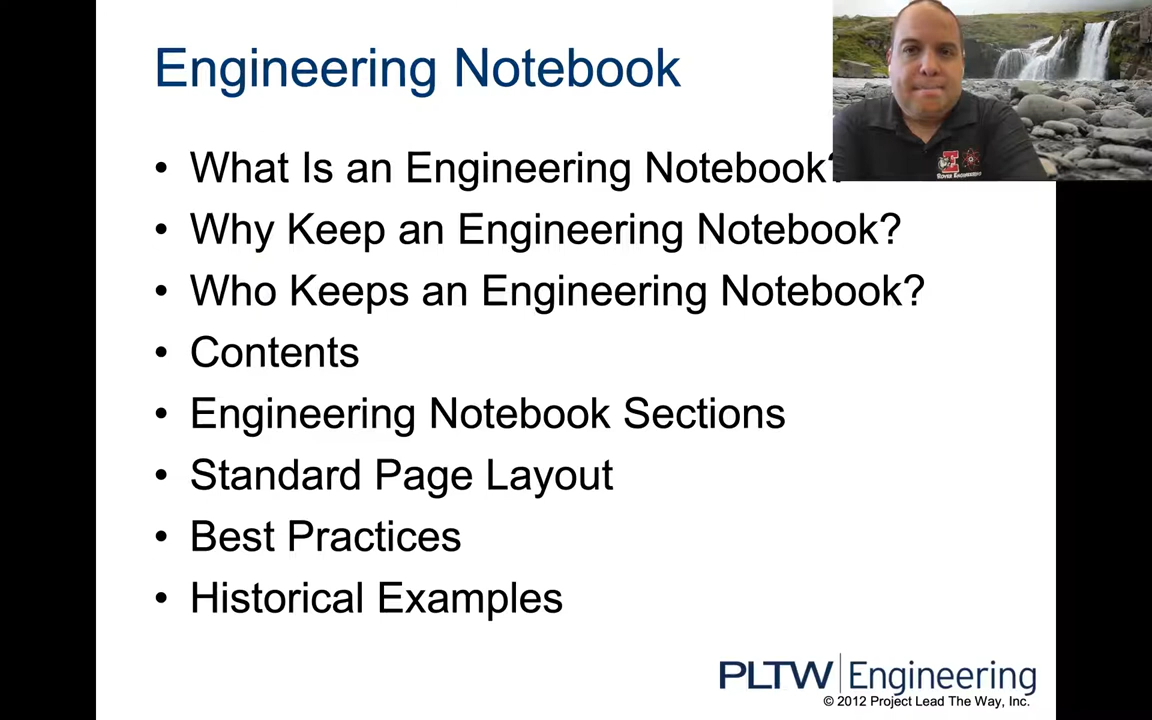 Engineering Notebook
• What Is an Engineering Notebook?
• Why Keep an Engineering Notebook?
• Who Keeps an Engineering Notebook?
• Contents
• Engineering Notebook Sections
• Standard Page Layout
• Best Practices
• Historical Examples
PLTW Engineering
© 2012 Project Lead The Way, Inc.